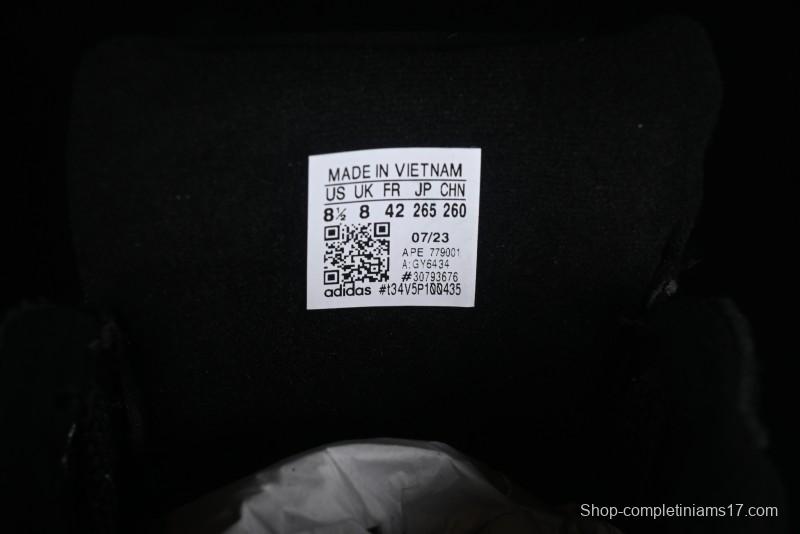 MADE IN VIETNAM
US UK FR JP CHN
8½ 8 42 265 260
07/23
APE 779001
A:GY6434
#30793676
adidas #t34V5P100435
Shop-completiniams17.com